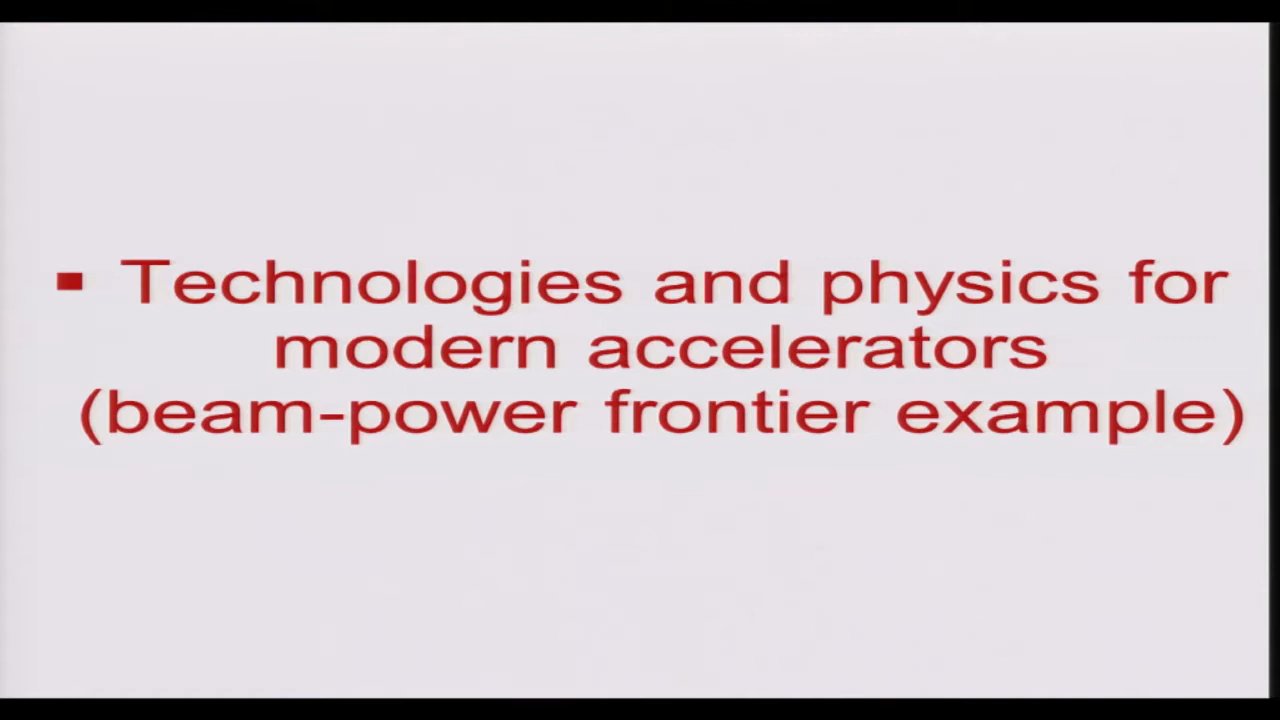 ▪ Technologies and physics for
modern accelerators
(beam-power frontier example)